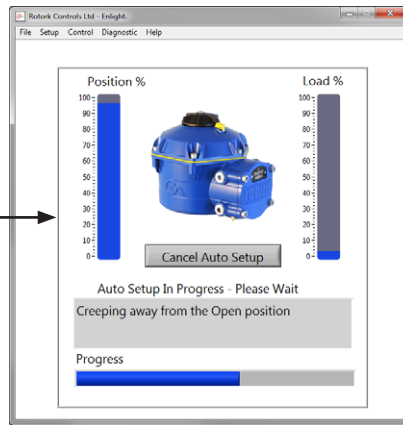 Rotork Controls Ltd - Enlight.
File Setup Control Diagnostic Help
Position %
Load %
100-
90-
80-
70-
60-
50-
40-
30-
20-
10-
0-
100-
90-
80-
70-
60-
50-
40-
30-
20-
10-
0-
Cancel Auto Setup
Auto Setup In Progress - Please Wait
Creeping away from the Open position
Progress